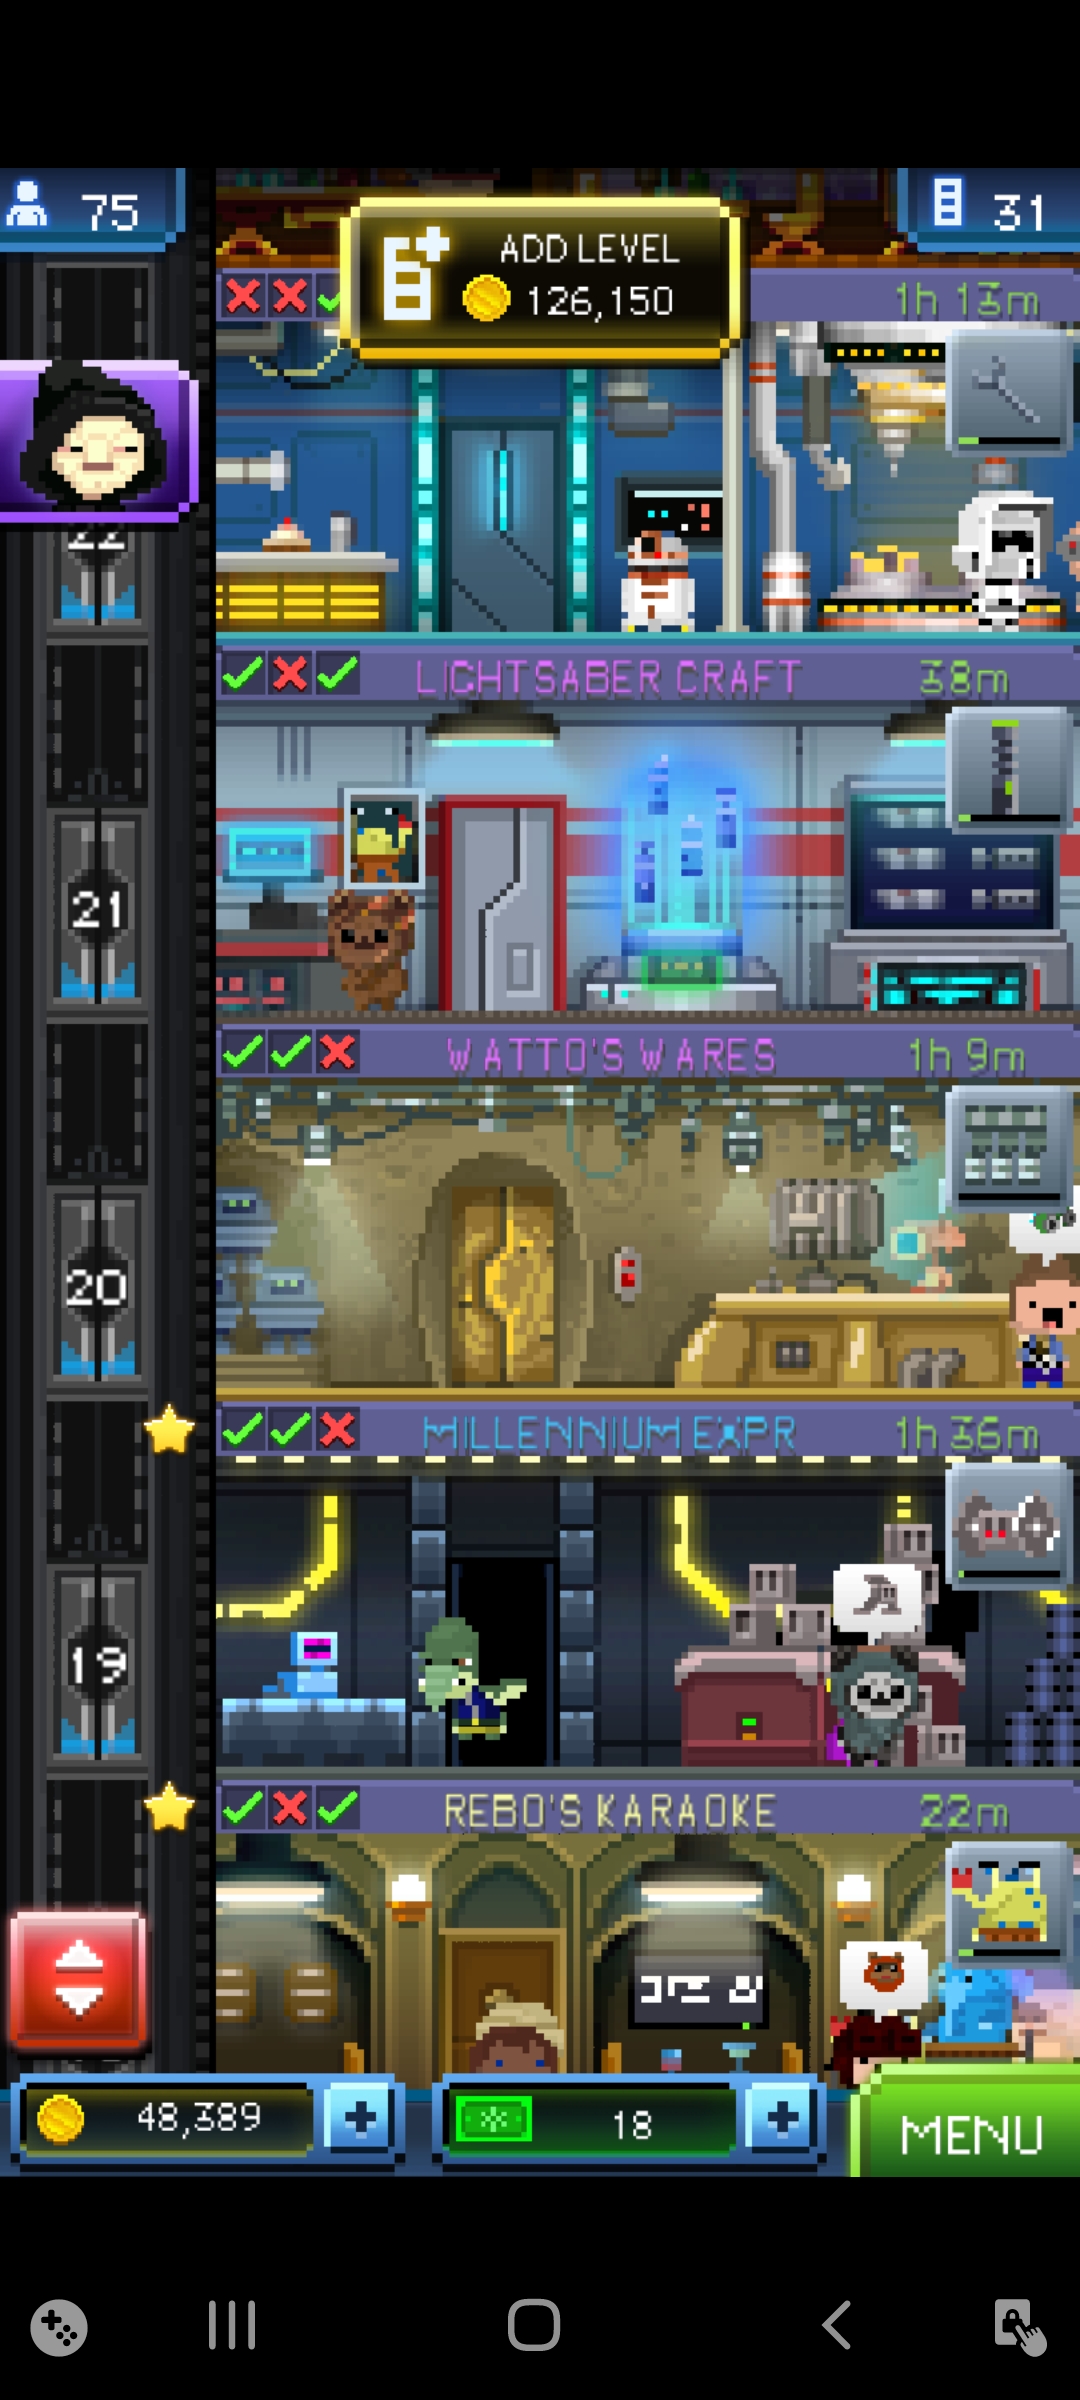 75
31
ADD LEVEL
126,150
1h 13m
22
LIGHTSABER CRAFT
38m
21
WATTO'S WARES
1h 9m
20
MILLENNIUM EXPR
1h 36m
19
REBO'S KARAOKE
22m
48,389
18
MENU